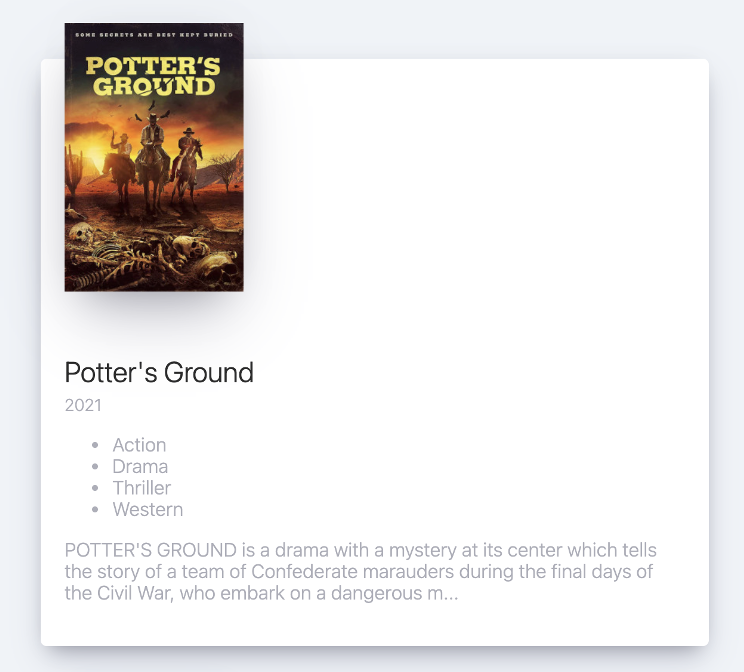 SOME SECRETS ARE BEST KEPT BURIED
POTTER'S
GROUND
Potter's Ground
2021
• Action
• Drama
• Thriller
• Western
POTTER'S GROUND is a drama with a mystery at its center which tells
the story of a team of Confederate marauders during the final days of
the Civil War, who embark on a dangerous m...